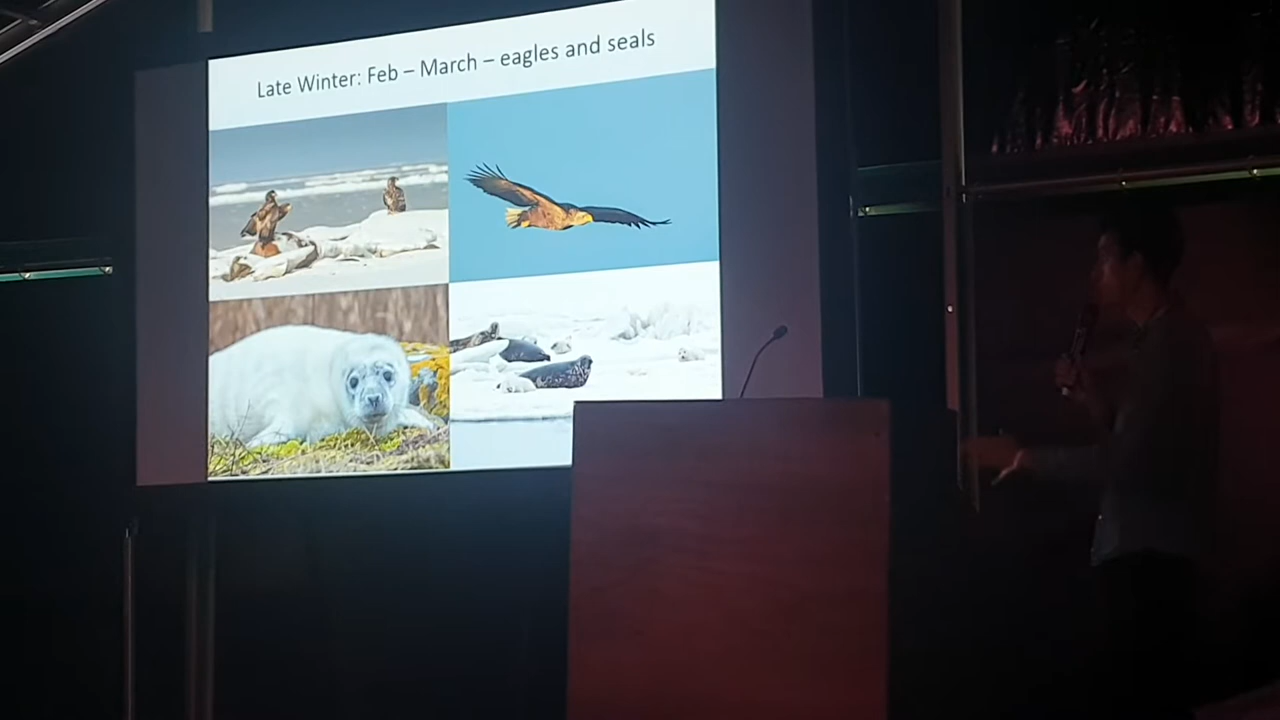 Late Winter: Feb – March – eagles and seals